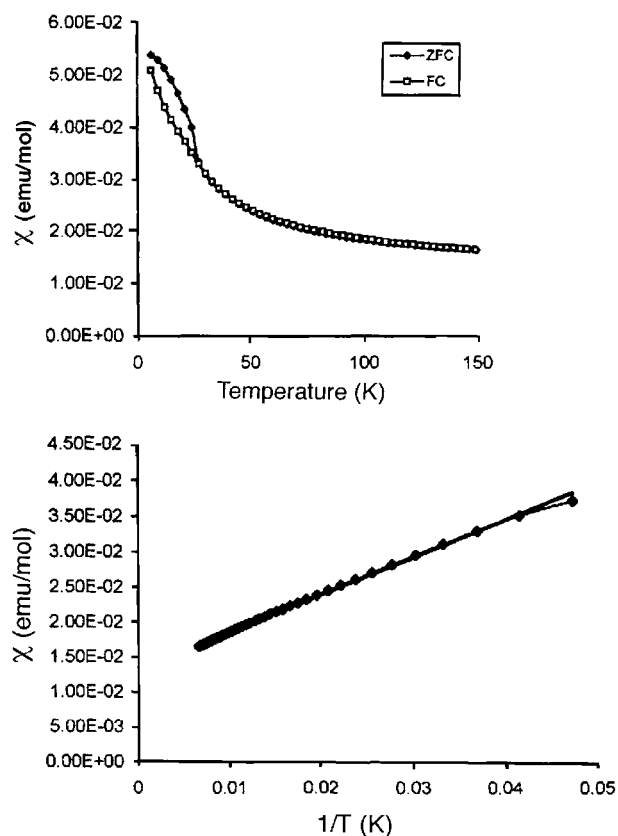 6.00E-02
5.00E-02
4.00E-02
3.00E-02
2.00E-02
1.00E-02
0.00E+00
χ (emu/mol)
ZFC
FC
0 50 100 150
Temperature (K)
4.50E-02
4.00E-02
3.50E-02
3.00E-02
2.50E-02
2.00E-02
1.50E-02
1.00E-02
5.00E-03
0.00E+00
χ (emu/mol)
0 0.01 0.02 0.03 0.04 0.05
1/T (K)